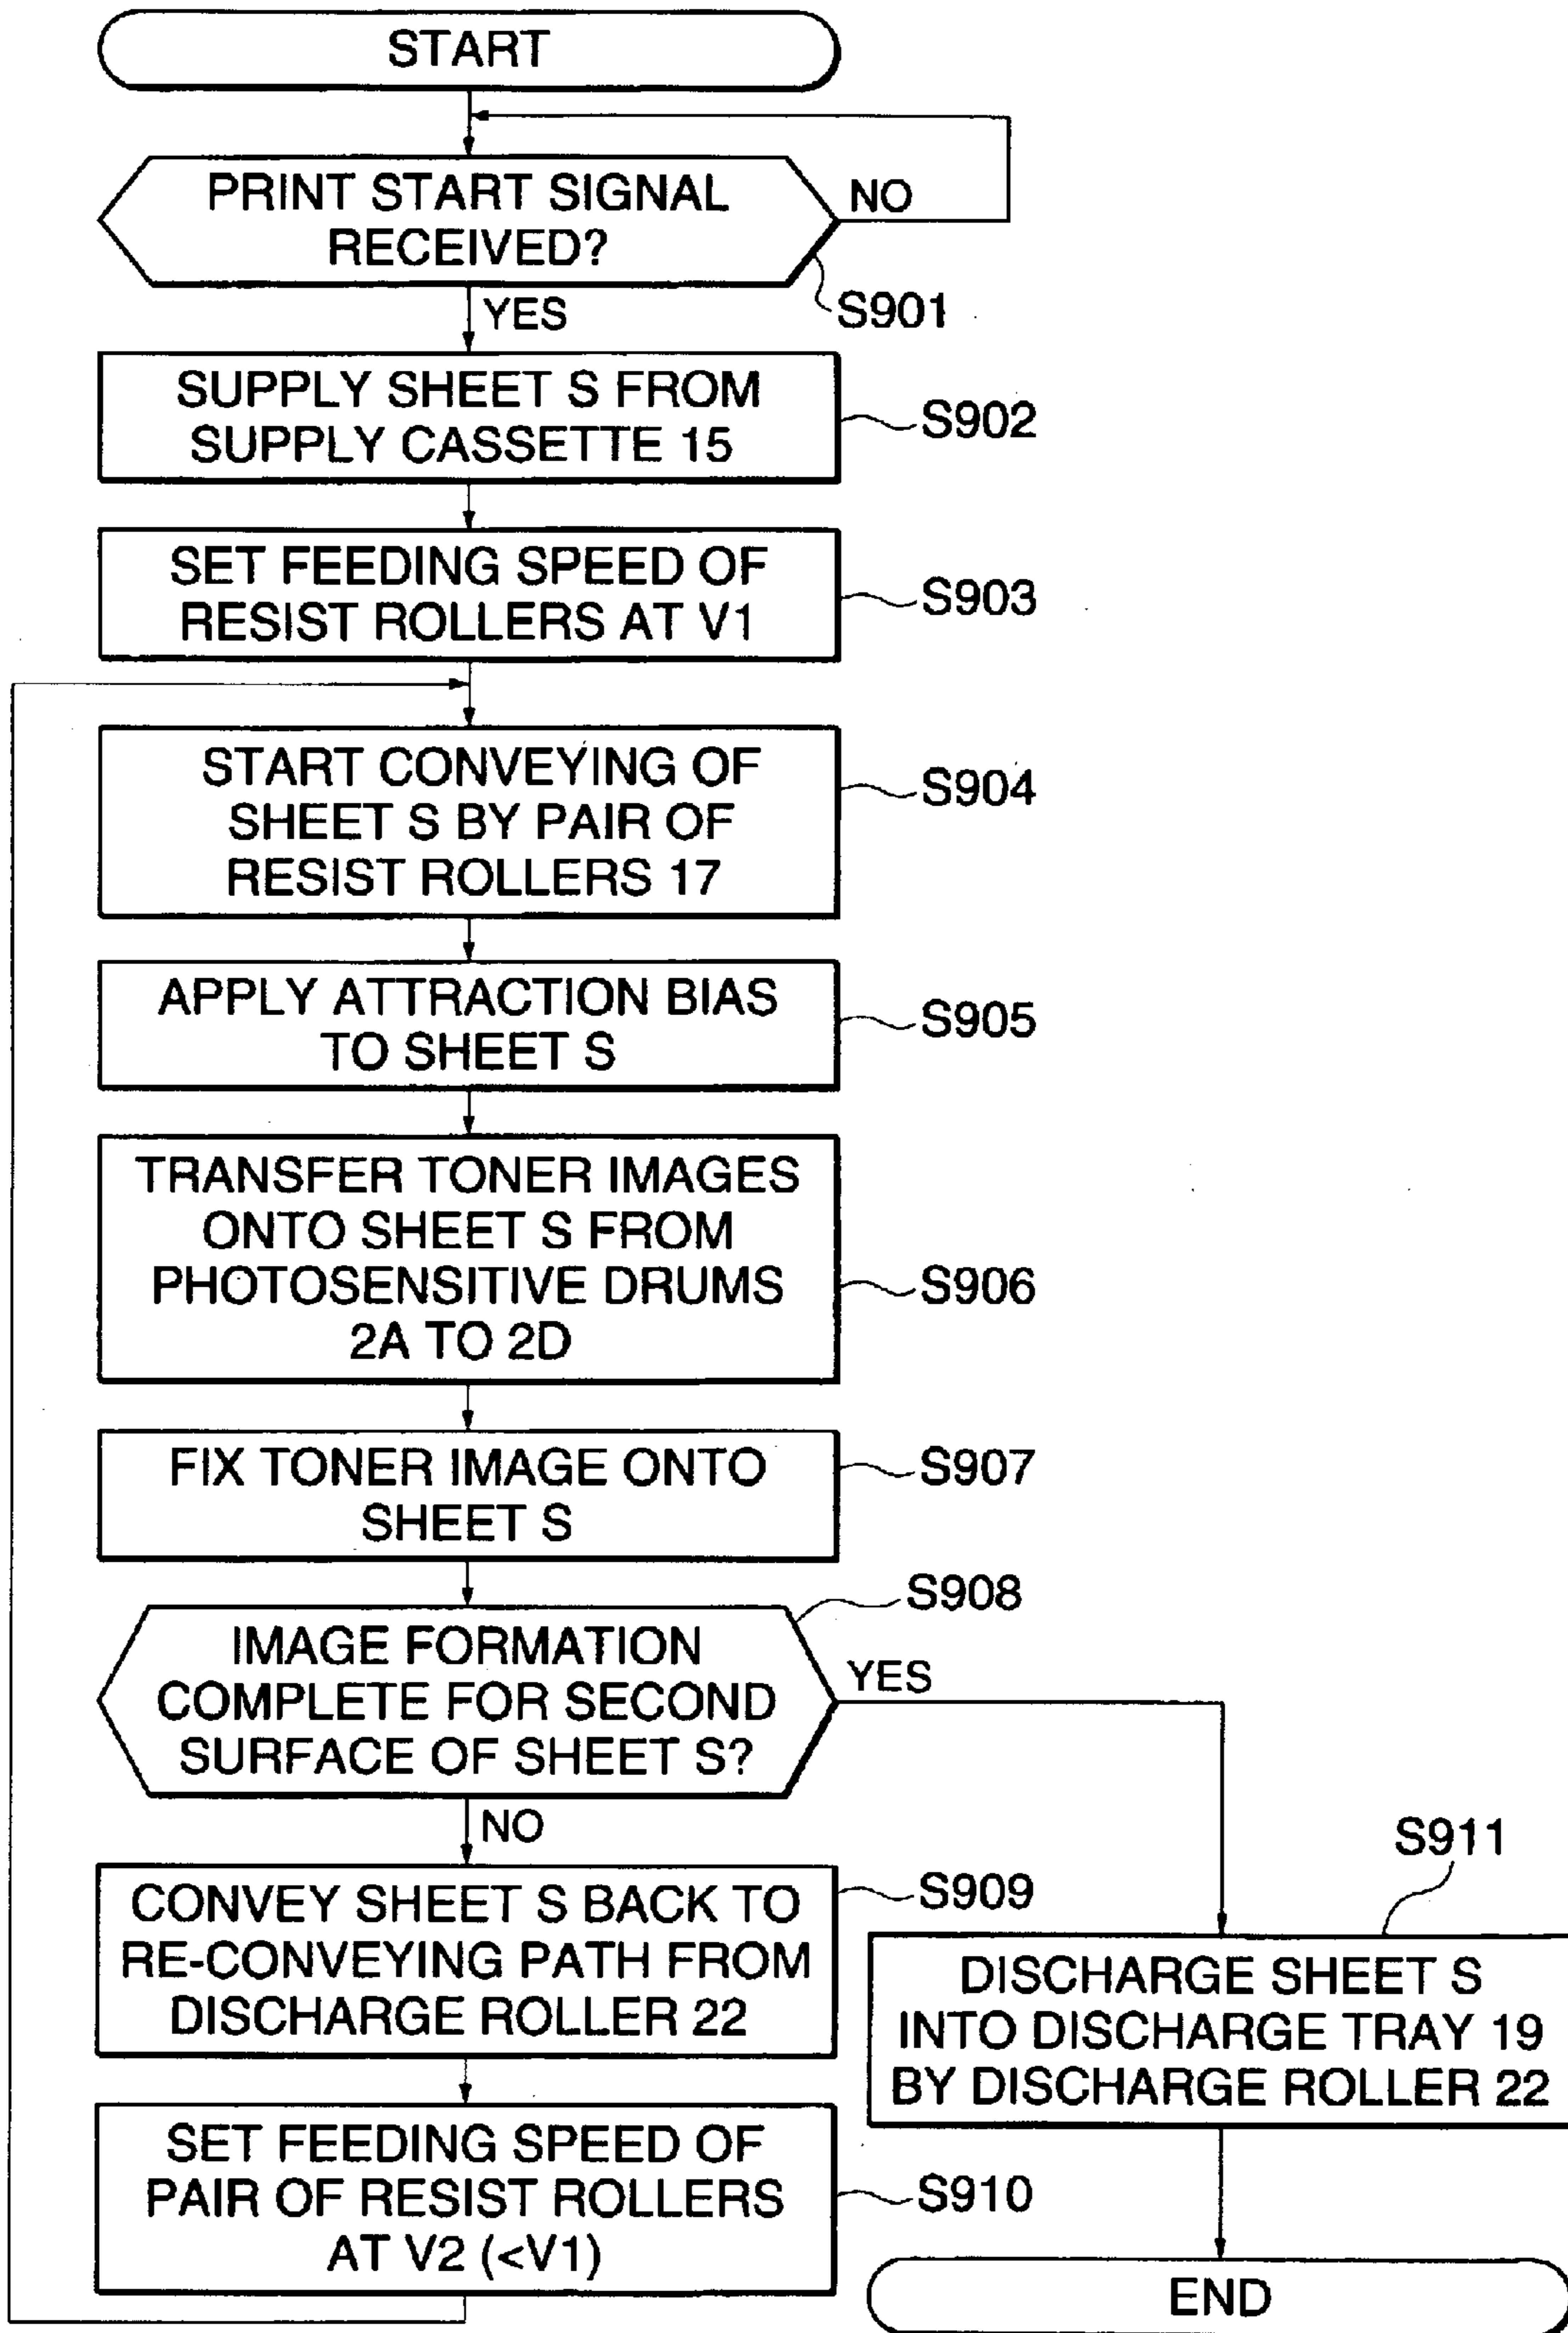 START
PRINT START SIGNAL
RECEIVED?
NO
S901
YES
SUPPLY SHEET S FROM
SUPPLY CASSETTE 15
S902
SET FEEDING SPEED OF
RESIST ROLLERS AT V1
S903
START CONVEYING OF
SHEET S BY PAIR OF
RESIST ROLLERS 17
S904
APPLY ATTRACTION BIAS
TO SHEET S
S905
TRANSFER TONER IMAGES
ONTO SHEET S FROM
PHOTOSENSITIVE DRUMS
2A TO 2D
S906
FIX TONER IMAGE ONTO
SHEET S
S907
S908
IMAGE FORMATION
COMPLETE FOR SECOND
SURFACE OF SHEET S?
YES
NO
CONVEY SHEET S BACK TO
RE-CONVEYING PATH FROM
DISCHARGE ROLLER 22
S909
S911
DISCHARGE SHEET S
INTO DISCHARGE TRAY 19
BY DISCHARGE ROLLER 22
SET FEEDING SPEED OF
PAIR OF RESIST ROLLERS
AT V2 (<V1)
S910
END